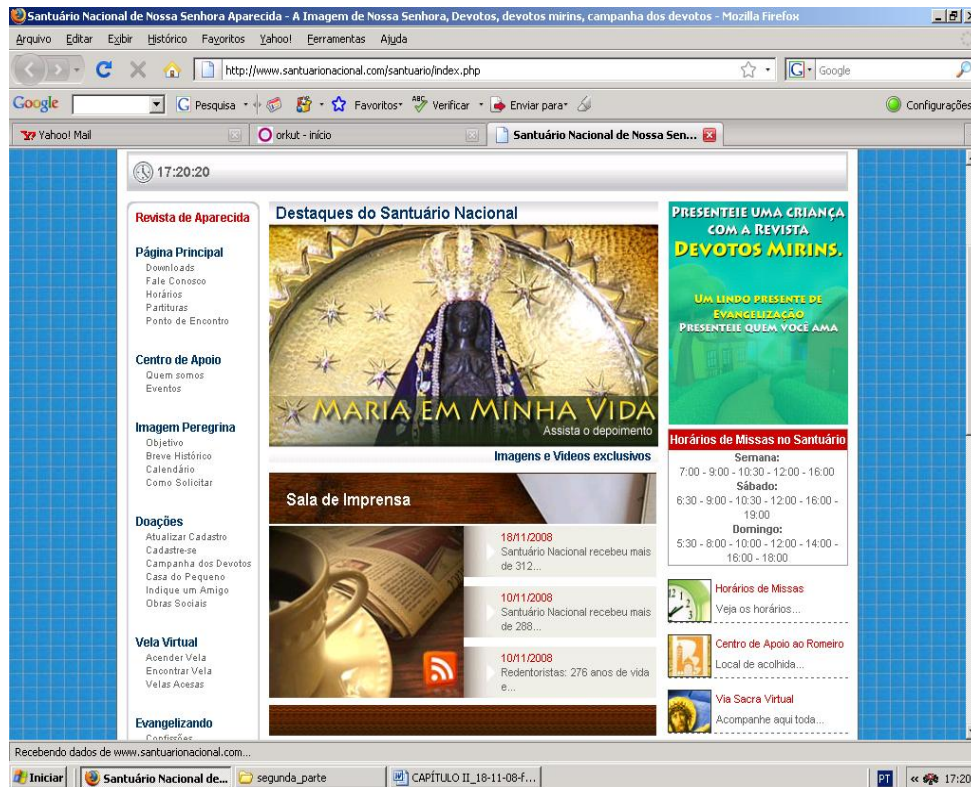 Santuário Nacional de Nossa Senhora Aparecida - A Imagem de Nossa Senhora, Devotos, devotos mirins, campanha dos devotos - Mozilla Firefox
Arquivo Editar Exibir Histórico Favoritos Yahoo! Ferramentas Ajuda
http://www.santuarionacional.com/santuario/index.php
G Google
Google G Pesquisa Favoritos ABC Verificar Enviar para Configurações
Yahoo! Mail orkut - início Santuário Nacional de Nossa Sen...
17:20:20
Revista de Aparecida
Página Principal
Downloads
Fale Conosco
Horários
Partituras
Ponto de Encontro
Centro de Apoio
Quem somos
Eventos
Imagem Peregrina
Objetivo
Breve Histórico
Calendário
Como Solicitar
Doações
Atualizar Cadastro
Cadastre-se
Campanha dos Devotos
Casa do Pequeno
Indique um Amigo
Obras Sociais
Vela Virtual
Acender Vela
Encontrar Vela
Velas Acesas
Evangelizando
Confissões
Destaques do Santuário Nacional
MARIA EM MINHA VIDA
Assista o depoimento
Imagens e Videos exclusivos
Sala de Imprensa
18/11/2008
Santuário Nacional recebeu mais
de 312...
10/11/2008
Santuário Nacional recebeu mais
de 288...
10/11/2008
Redentoristas: 276 anos de vida
e...
PRESENTEIE UMA CRIANÇA
COM A REVISTA
DEVOTOS MIRINS.
UM LINDO PRESENTE DE
EVANGELIZAÇÃO
PRESENTEIE QUEM VOCÊ AMA
Horários de Missas no Santuário
Semana:
7:00 - 9:00 - 10:30 - 12:00 - 16:00
Sábado:
6:30 - 9:00 - 10:30 - 12:00 - 16:00 -
19:00
Domingo:
5:30 - 8:00 - 10:00 - 12:00 - 14:00 -
16:00 - 18:00
Horários de Missas
Veja os horários...
Centro de Apoio ao Romeiro
Local de acolhida...
Via Sacra Virtual
Acompanhe aqui toda...
Recebendo dados de www.santuarionacional.com...
Iniciar Santuário Nacional de... segunda_parte CAPÍTULO II_18-11-08-f... PT « 17:20